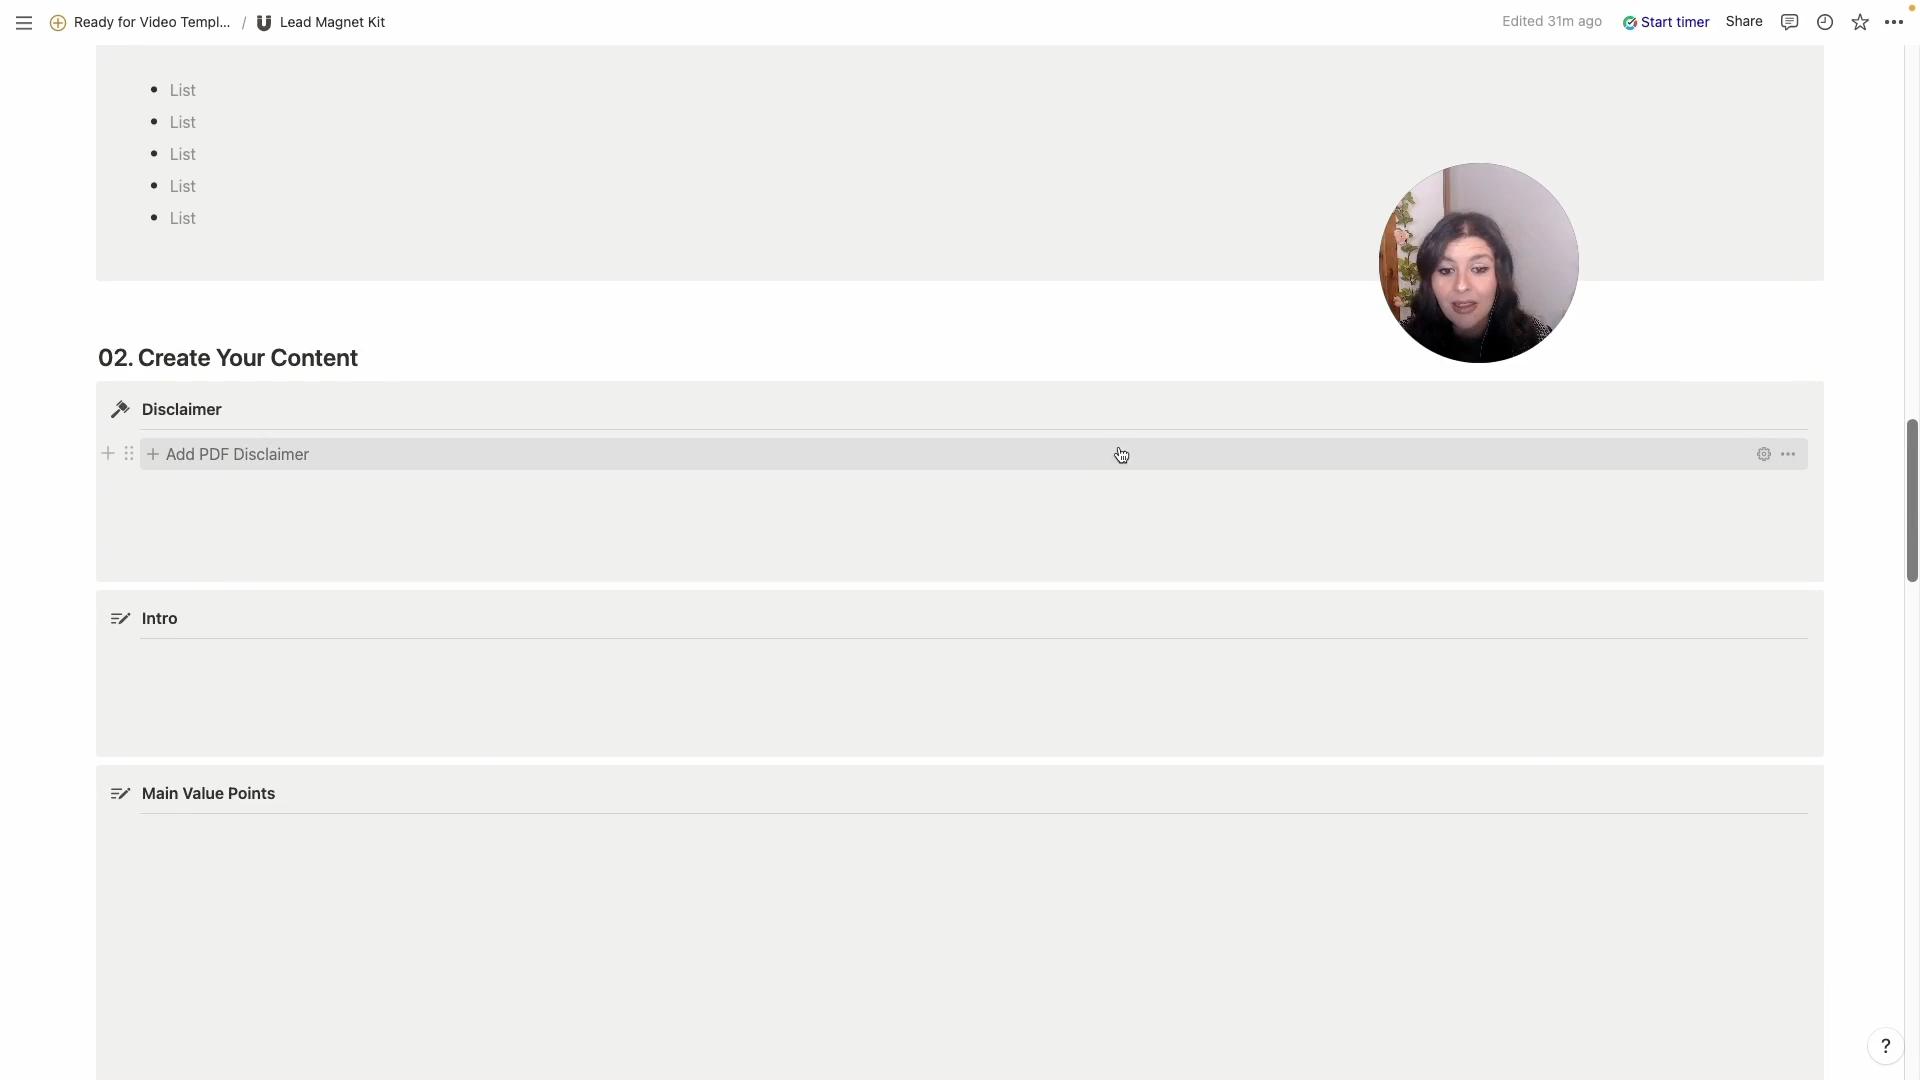 Ready for Video Templ... / Lead Magnet Kit
Edited 31m ago Start timer Share
List
List
List
List
List
02. Create Your Content
Disclaimer
+ Add PDF Disclaimer
Intro
Main Value Points
?